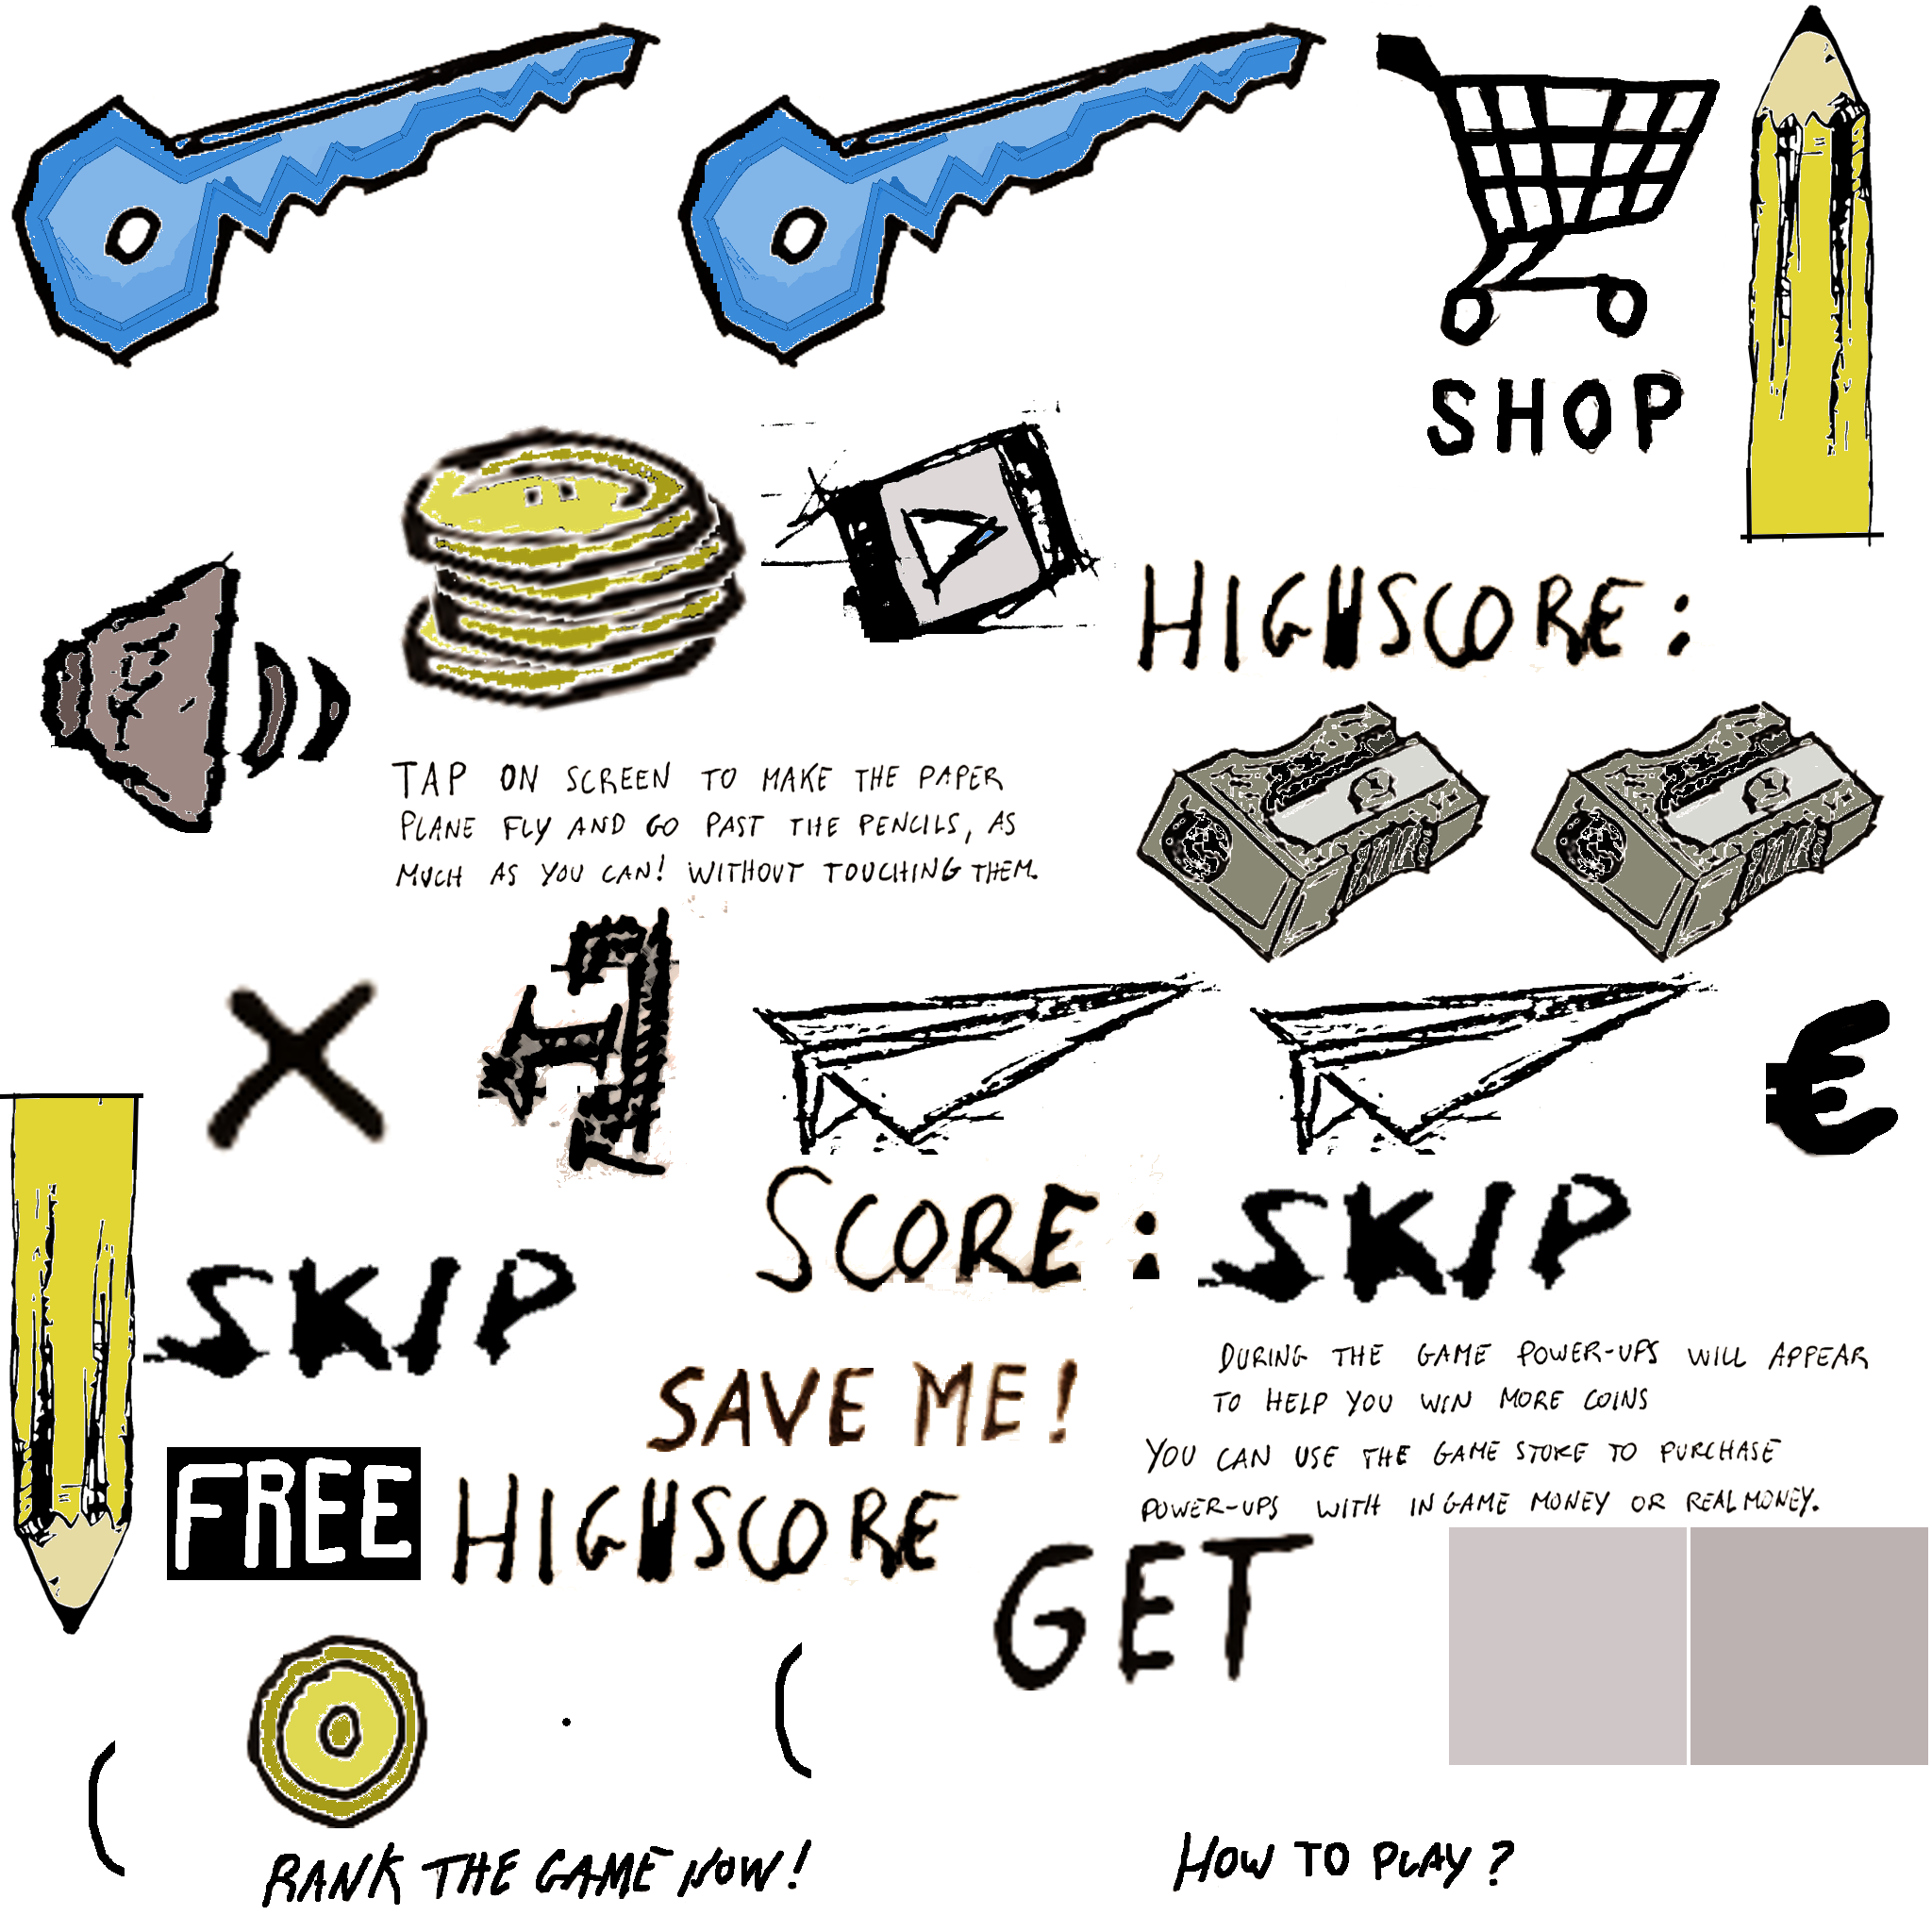 SHOP
HIGHSCORE:
TAP ON SCREEN TO MAKE THE PAPER
PLANE FLY AND GO PAST THE PENCILS, AS
MUCH AS YOU CAN! WITHOUT TOUCHING THEM.
€
SCORE:
SKIP
SKIP
SAVE ME!
DURING THE GAME POWER-UPS WILL APPEAR
TO HELP YOU WIN MORE COINS
YOU CAN USE THE GAME STORE TO PURCHASE
POWER-UPS WITH IN GAME MONEY OR REAL MONEY.
FREE
HIGHSCORE
GET
(
(
RANK THE GAME NOW!
HOW TO PLAY?